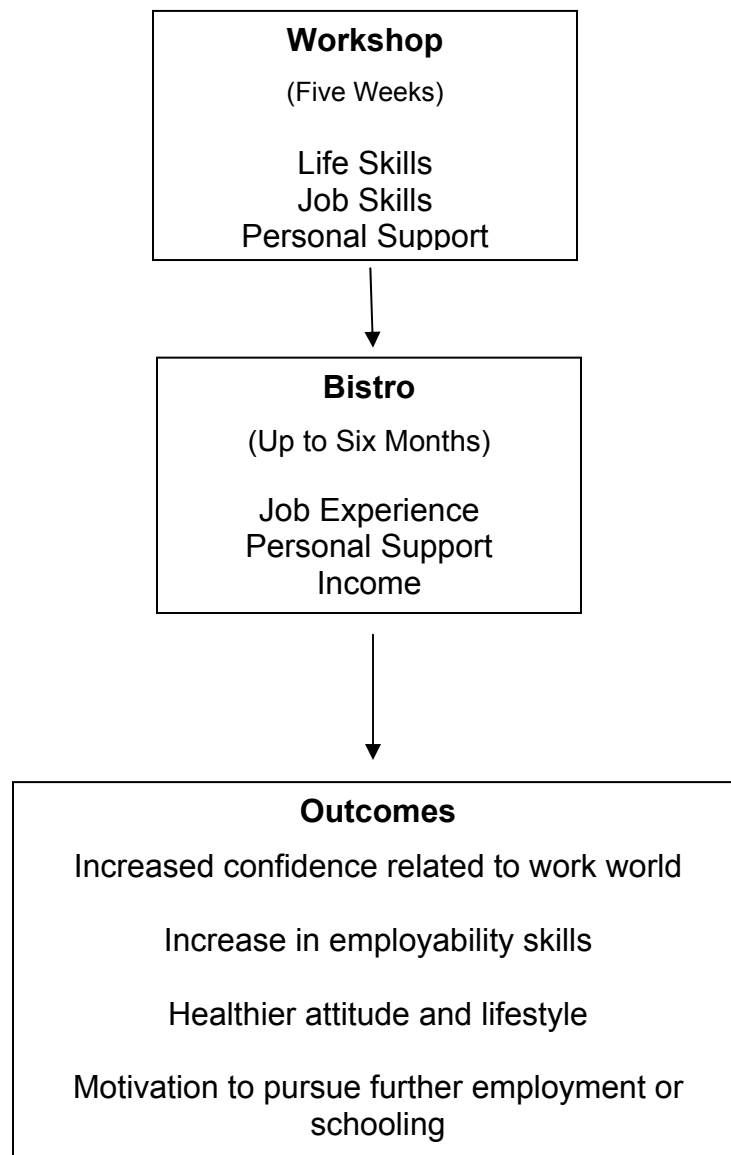 Workshop
(Five Weeks)
Life Skills
Job Skills
Personal Support
Bistro
(Up to Six Months)
Job Experience
Personal Support
Income
Outcomes
Increased confidence related to work world
Increase in employability skills
Healthier attitude and lifestyle
Motivation to pursue further employment or
schooling